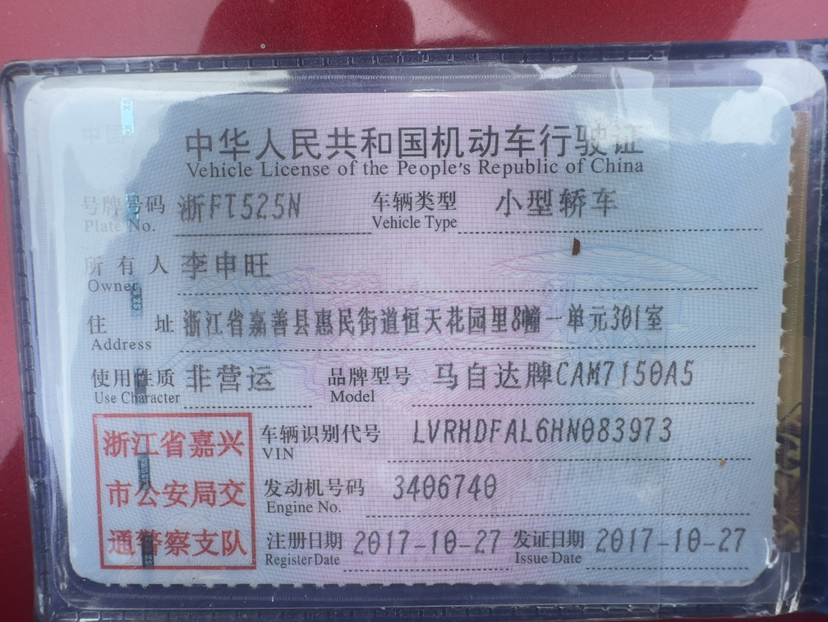 中华人民共和国机动车行驶证
Vehicle License of the People's Republic of China
号牌号码 浙FT525N 车辆类型 小型轿车
Plate No. Vehicle Type
所有人 李申旺
Owner
住址 浙江省嘉善县惠民街道恒天花园里8幢一单元301室
Address
使用性质 非营运 品牌型号 马自达牌CAM7150A5
Use Character Model
浙江省嘉兴 车辆识别代号 LVRHDFAL6HN083973
VIN
市公安局交 发动机号码 3406740
Engine No.
通警察支队 注册日期 2017-10-27 发证日期 2017-10-27
Register Date Issue Date